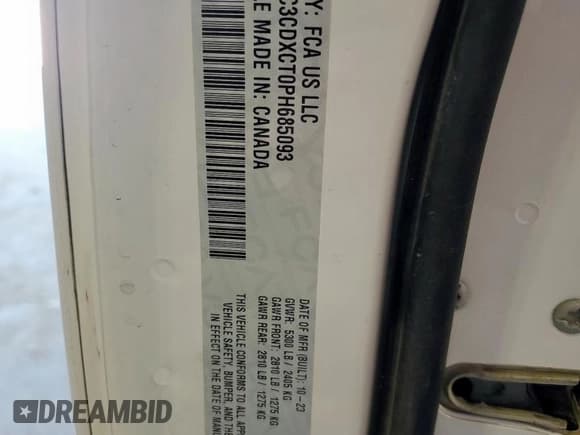 Y: FCA US LLC
C3CDXCT0PH685093
LE MADE IN: CANADA
DATE OF MFR (BUILT): 10-23
GVWR: 5300 LB / 2405 KG
GAWR FRONT: 2810 LB / 1275 KG
GAWR REAR: 2810 LB / 1275 KG
THIS VEHICLE CONFORMS TO ALL APP
VEHICLE SAFETY, BUMPER, AND THE
IN EFFECT ON THE DATE OF MANU
DREAMBID